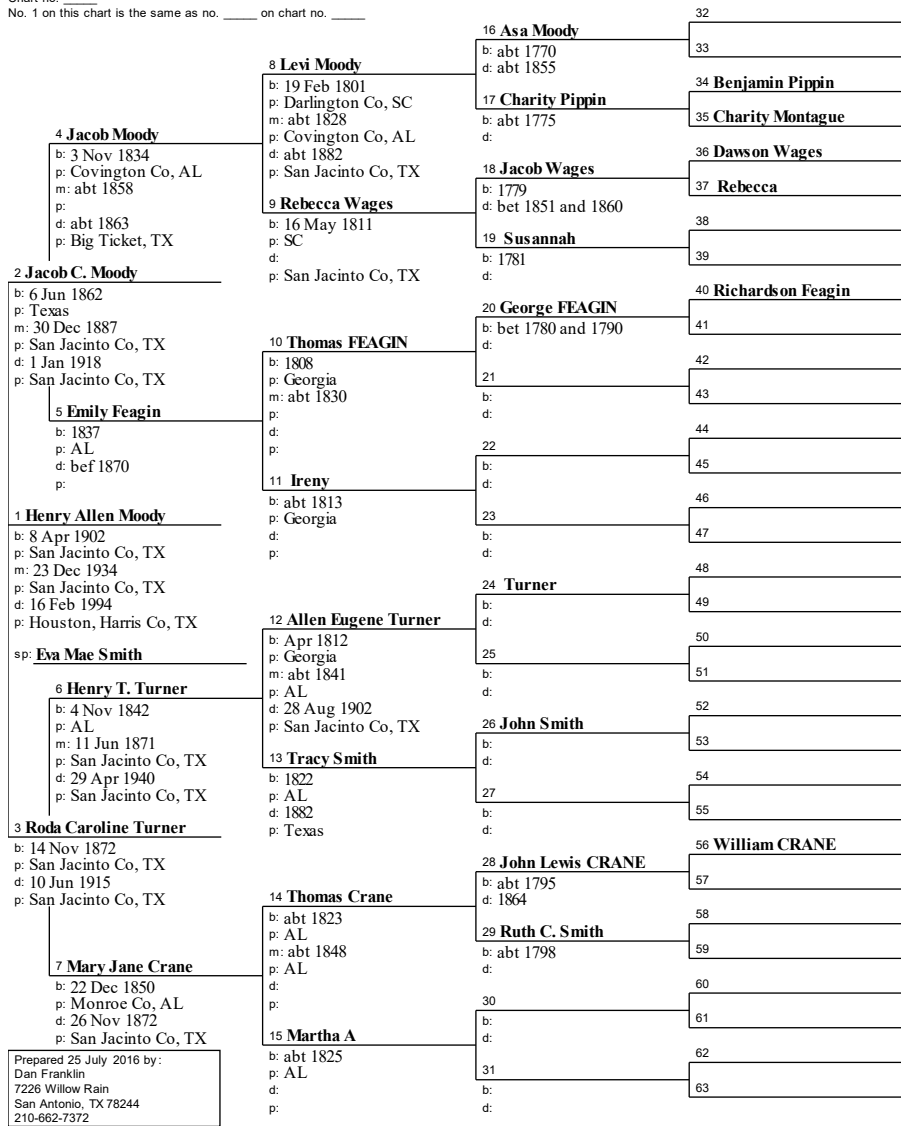 No. 1 on this chart is the same as no. _____ on chart no. _____
16 Asa Moody
b: abt 1770
d: abt 1855
32
33
8 Levi Moody
b: 19 Feb 1801
p: Darlington Co, SC
m: abt 1828
p: Covington Co, AL
d: abt 1882
p: San Jacinto Co, TX
17 Charity Pippin
b: abt 1775
d:
34 Benjamin Pippin
35 Charity Montague
4 Jacob Moody
b: 3 Nov 1834
p: Covington Co, AL
m: abt 1858
p:
d: abt 1863
p: Big Ticket, TX
18 Jacob Wages
b: 1779
d: bet 1851 and 1860
36 Dawson Wages
37 Rebecca
9 Rebecca Wages
b: 16 May 1811
p: SC
d:
p: San Jacinto Co, TX
19 Susannah
b: 1781
d:
38
39
2 Jacob C. Moody
b: 6 Jun 1862
p: Texas
m: 30 Dec 1887
p: San Jacinto Co, TX
d: 1 Jan 1918
p: San Jacinto Co, TX
20 George FEAGIN
b: bet 1780 and 1790
d:
40 Richardson Feagin
41
10 Thomas FEAGIN
b: 1808
p: Georgia
m: abt 1830
p:
d:
p:
21
b:
d:
42
43
5 Emily Feagin
b: 1837
p: AL
d: bef 1870
p:
22
b:
d:
44
45
11 Ireny
b: abt 1813
p: Georgia
d:
p:
23
b:
d:
46
47
1 Henry Allen Moody
b: 8 Apr 1902
p: San Jacinto Co, TX
m: 23 Dec 1934
p: San Jacinto Co, TX
d: 16 Feb 1994
p: Houston, Harris Co, TX
sp: Eva Mae Smith
24 Turner
b:
d:
48
49
12 Allen Eugene Turner
b: Apr 1812
p: Georgia
m: abt 1841
p: AL
d: 28 Aug 1902
p: San Jacinto Co, TX
25
b:
d:
50
51
6 Henry T. Turner
b: 4 Nov 1842
p: AL
m: 11 Jun 1871
p: San Jacinto Co, TX
d: 29 Apr 1940
p: San Jacinto Co, TX
26 John Smith
b:
d:
52
53
13 Tracy Smith
b: 1822
p: AL
d: 1882
p: Texas
27
b:
d:
54
55
3 Roda Caroline Turner
b: 14 Nov 1872
p: San Jacinto Co, TX
d: 10 Jun 1915
p: San Jacinto Co, TX
28 John Lewis CRANE
b: abt 1795
d: 1864
56 William CRANE
57
14 Thomas Crane
b: abt 1823
p: AL
m: abt 1848
p: AL
d:
p:
29 Ruth C. Smith
b: abt 1798
d:
58
59
7 Mary Jane Crane
b: 22 Dec 1850
p: Monroe Co, AL
d: 26 Nov 1872
p: San Jacinto Co, TX
30
b:
d:
60
61
15 Martha A
b: abt 1825
p: AL
d:
p:
31
b:
d:
62
63
Prepared 25 July 2016 by:
Dan Franklin
7226 Willow Rain
San Antonio, TX 78244
210-662-7372